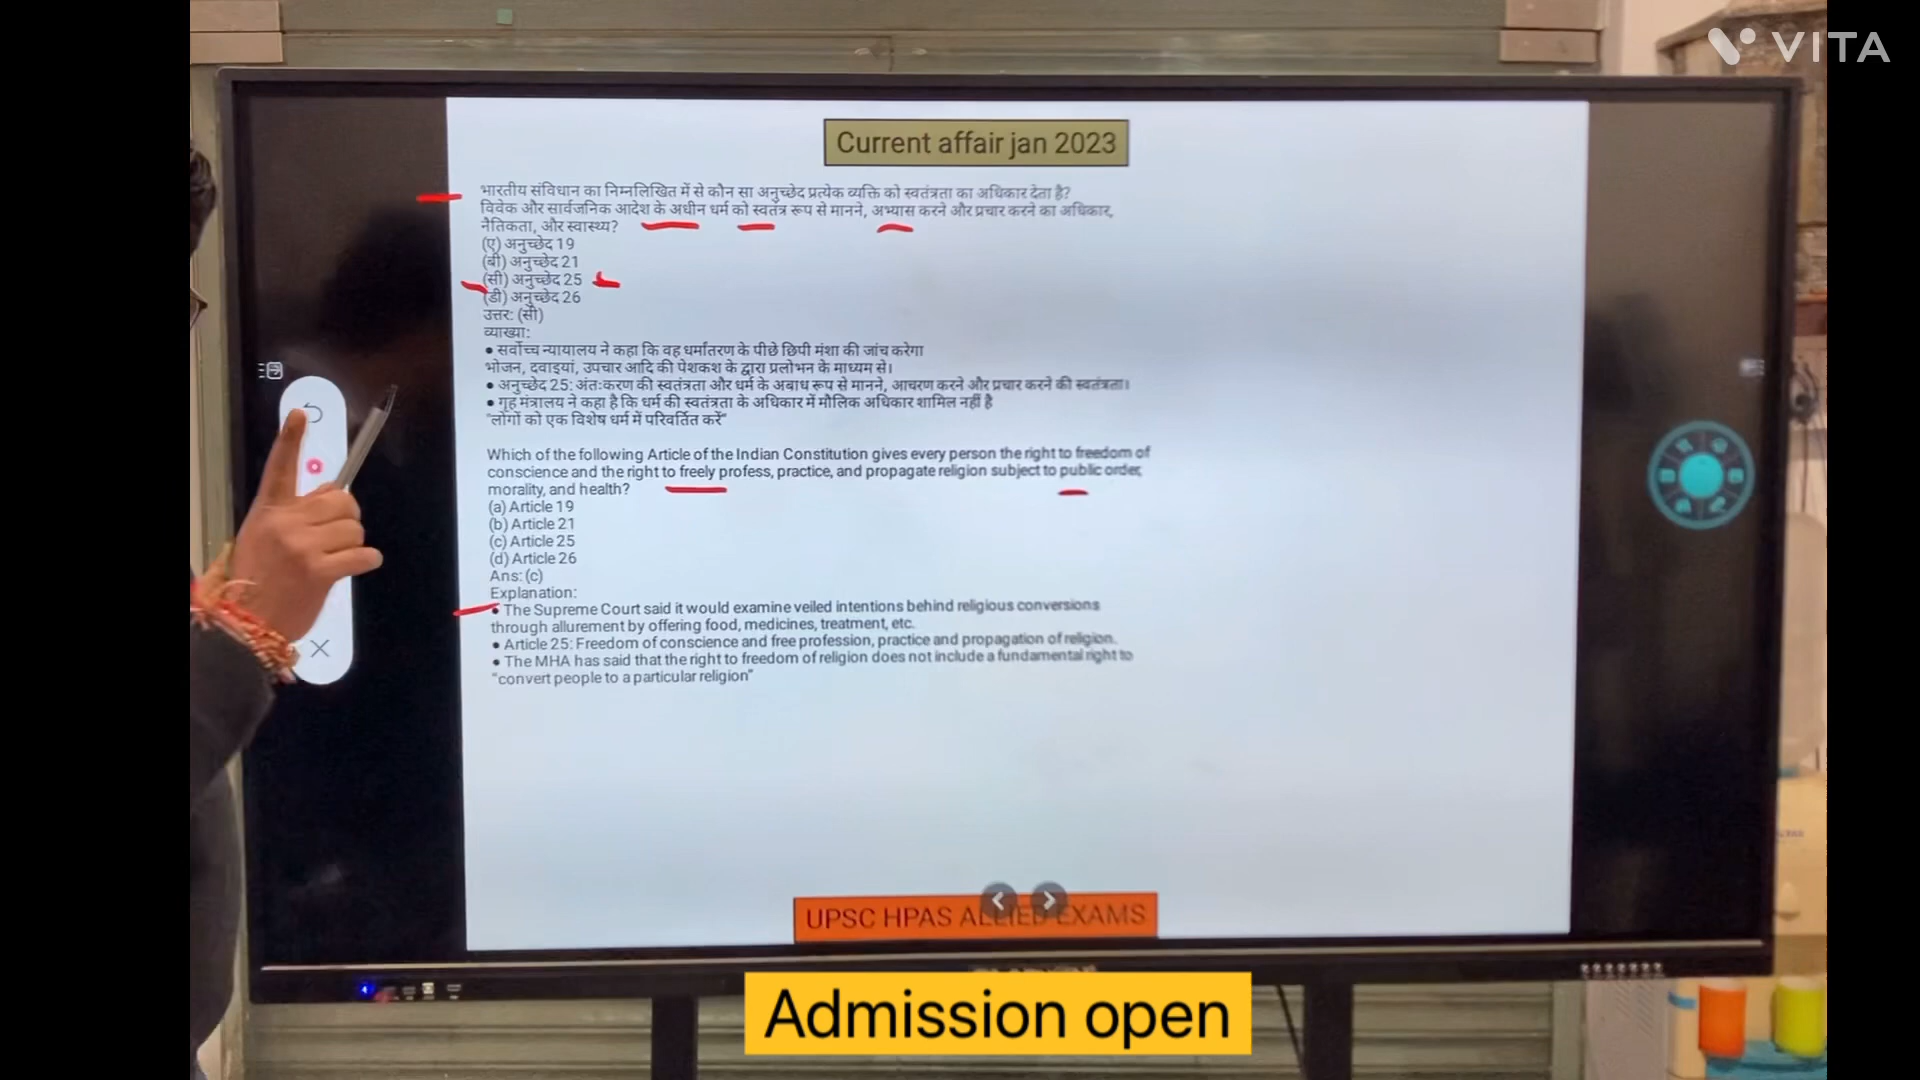 VITA
Current affair jan 2023
भारतीय संविधान का निम्नलिखित में से कौन सा अनुच्छेद प्रत्येक व्यक्ति को स्वतंत्रता का अधिकार देता है?
विवेक और सार्वजनिक आदेश के अधीन धर्म को स्वतंत्र रूप से मानने, अभ्यास करने और प्रचार करने का अधिकार,
नैतिकता, और स्वास्थ्य?
(ए) अनुच्छेद 19
(बी) अनुच्छेद 21
(सी) अनुच्छेद 25
(डी) अनुच्छेद 26
उत्तर: (सी)
व्याख्या:
● सर्वोच्च न्यायालय ने कहा कि वह धर्मांतरण के पीछे छिपी मंशा की जांच करेगा
भोजन, दवाइयां, उपचार आदि की पेशकश के द्वारा प्रलोभन के माध्यम से।
● अनुच्छेद 25: अंतःकरण की स्वतंत्रता और धर्म के अबाध रूप से मानने, आचरण करने और प्रचार करने की स्वतंत्रता।
● गृह मंत्रालय ने कहा है कि धर्म की स्वतंत्रता के अधिकार में मौलिक अधिकार शामिल नहीं है
"लोगों को एक विशेष धर्म में परिवर्तित करें"
Which of the following Article of the Indian Constitution gives every person the right to freedom of
conscience and the right to freely profess, practice, and propagate religion subject to public order,
morality, and health?
(a) Article 19
(b) Article 21
(c) Article 25
(d) Article 26
Ans: (c)
Explanation:
● The Supreme Court said it would examine veiled intentions behind religious conversions
through allurement by offering food, medicines, treatment, etc.
● Article 25: Freedom of conscience and free profession, practice and propagation of religion.
● The MHA has said that the right to freedom of religion does not include a fundamental right to
"convert people to a particular religion"
UPSC HPAS ALLIED EXAMS
Admission open